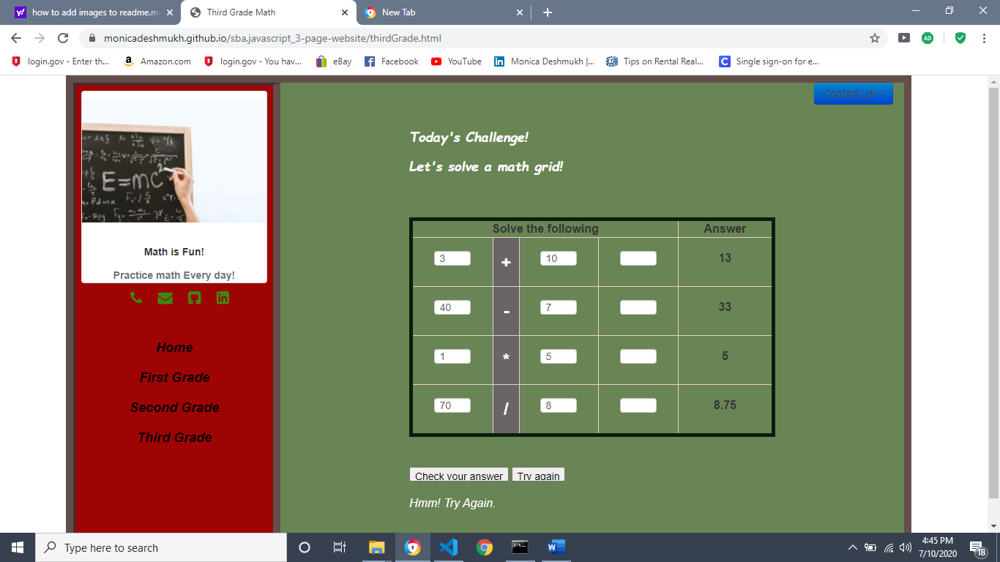 how to add images to readme.m
Third Grade Math
New Tab
monicadeshmukh.github.io/sba.javascript_3-page-website/thirdGrade.html
AD
login.gov - Enter th...
Amazon.com
login.gov - You hav...
eBay
Facebook
YouTube
Monica Deshmukh |...
Tips on Rental Real...
Single sign-on for e...
Contact Us
E=mc²
Math is Fun!
Practice math Every day!
Home
First Grade
Second Grade
Third Grade
Today's Challenge!
Let's solve a math grid!
Solve the following Answer
3 + 10 13
40 - 7 33
1 * 5 5
70 / 8 8.75
Check your answer Try again
Hmm! Try Again.
Type here to search
4:45 PM
7/10/2020
18